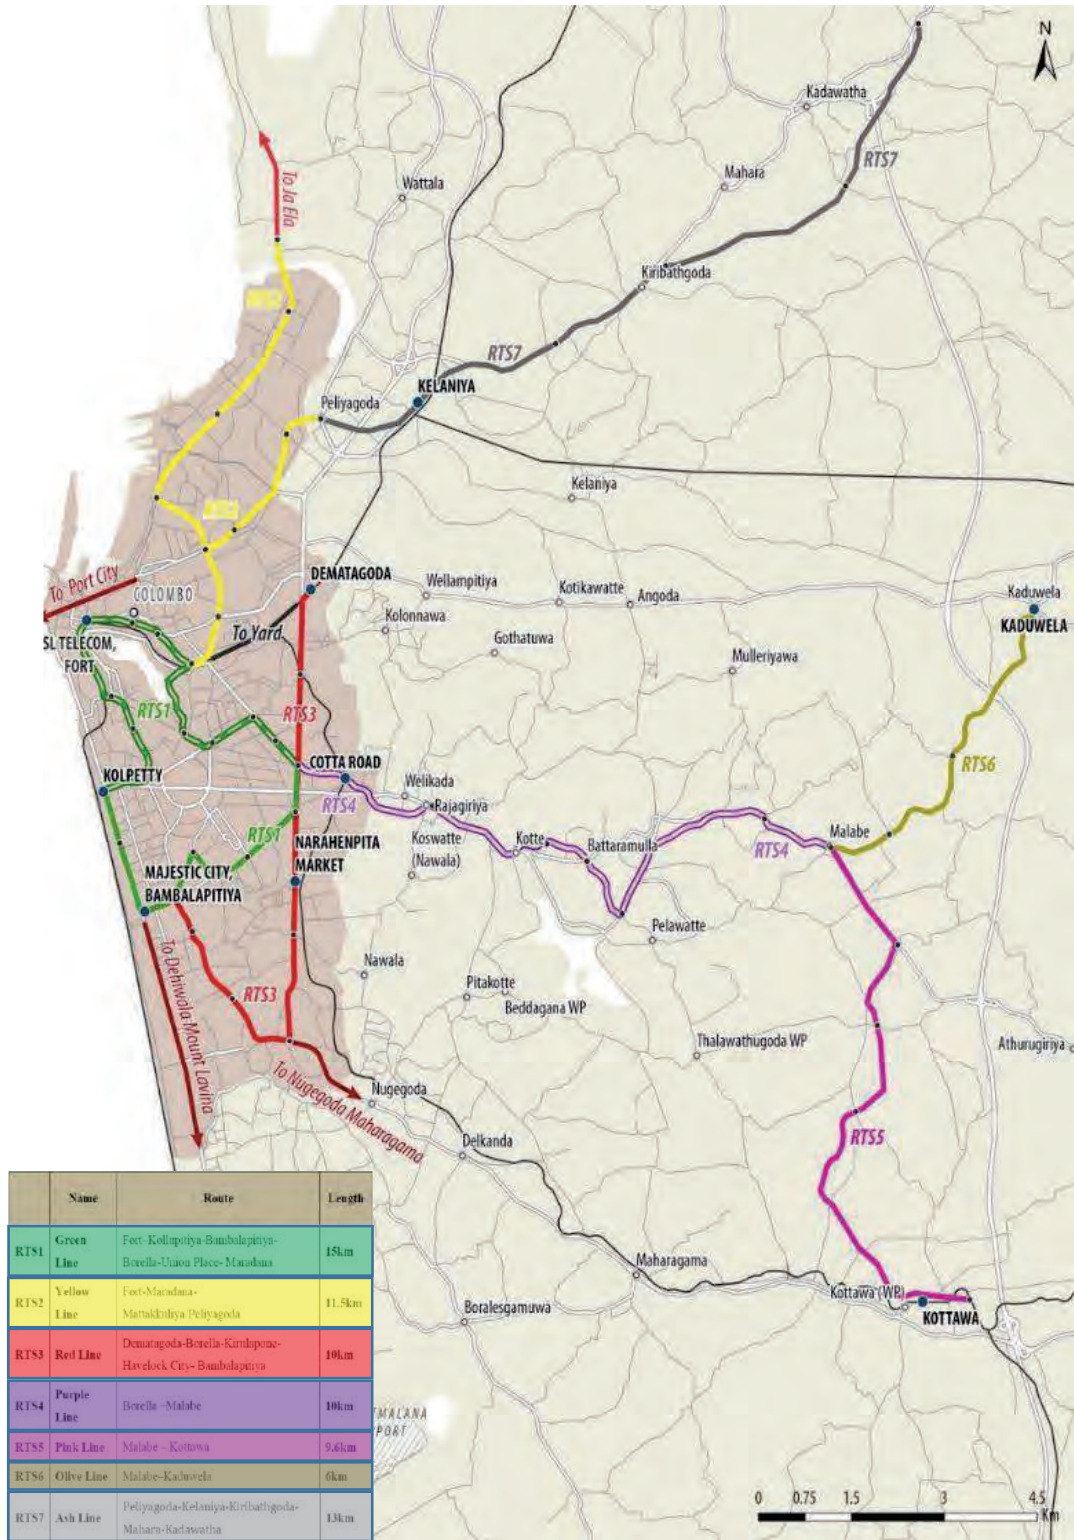 N
Kadawatha
RTS7
Mahara
To Ja Ela
Wattala
Kiribathgoda
RTS2
RTS7
KELANIYA
Peliyagoda
Kelaniya
RTS2
To Port City
COLOMBO
DEMATAGODA
Wellampitiya
Kotikawatte
Angoda
Kaduwela
KADUWELA
Kolonnawa
SL TELECOM,
FORT
To Yard
Gothatuwa
Mulleriyawa
RTS1
RTS3
RTS6
KOLPETTY
COTTA ROAD
Welikada
RTS4
Rajagiriya
RTS1
Koswatte
(Nawala)
Kotte
Battaramulla
RTS4
Malabe
NARAHENPITA
MARKET
MAJESTIC CITY,
BAMBALAPITIYA
Pelawatte
Nawala
To Dehiwala Mount Lavina
RTS3
Pitakotte
Beddagana WP
Thalawathugoda WP
Athurugiriya
To Nugegoda Maharagama
Nugegoda
RTS5
Delkanda
Maharagama
Boralesgamuwa
Kottawa (WP)
KOTTAWA
TMALANA
PORT
Name Route Length
RTS1 Green Line Fort-Kollupitiya-Bambalapitiya-
Borella-Union Place- Maradana 15km
RTS2 Yellow Line Fort-Maradana-
Mattakkuliya Peliyagoda 11.5km
RTS3 Red Line Dematagoda-Borella-Kirulapone-
Havelock City- Bambalapitiya 10km
RTS4 Purple Line Borella –Malabe 10km
RTS5 Pink Line Malabe – Kottawa 9.6km
RTS6 Olive Line Malabe–Kaduwela 6km
RTS7 Ash Line Peliyagoda-Kelaniya-Kiribathgoda-
Mahara-Kadawatha 13km
0 0.75 1.5 3 4.5
Km